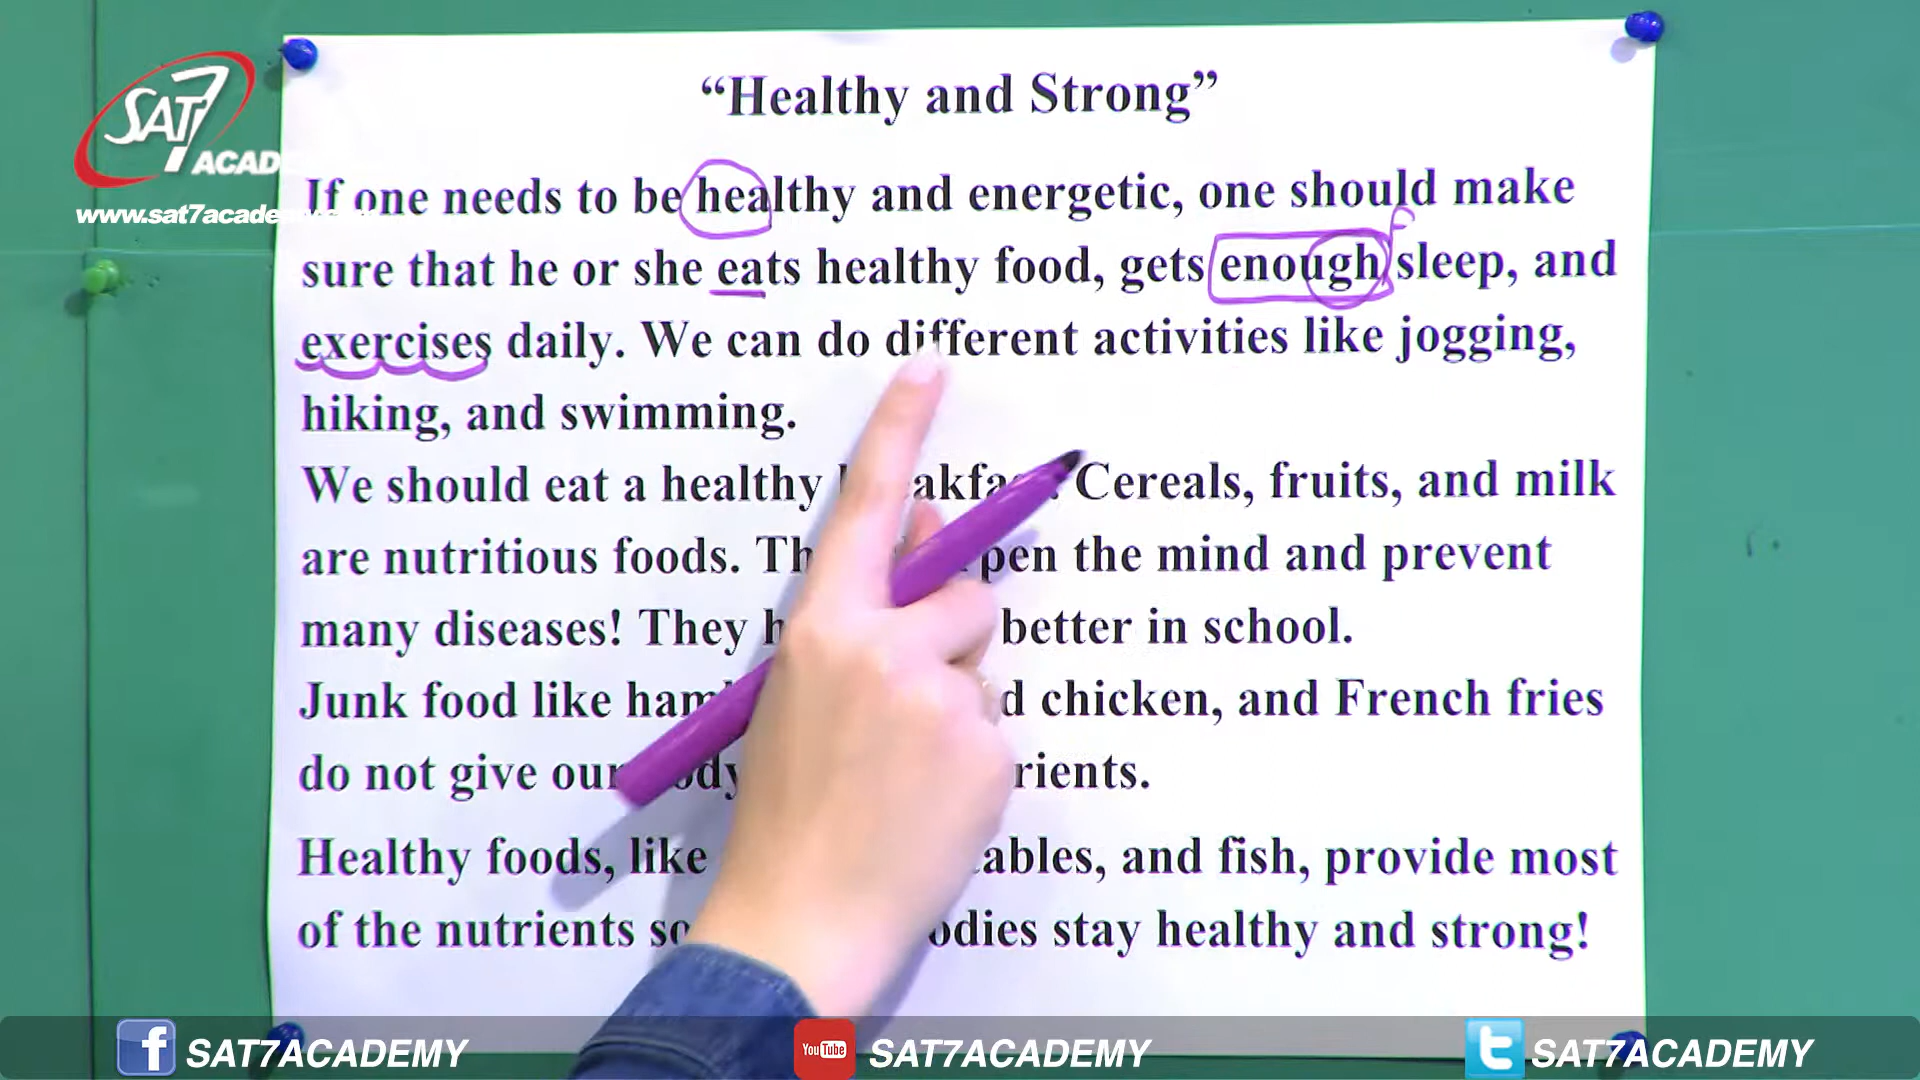 “Healthy and Strong”
SAT7
ACAD
www.sat7academy.com
If one needs to be healthy and energetic, one should make
f
sure that he or she eats healthy food, gets enough sleep, and
exercises daily. We can do different activities like jogging,
hiking, and swimming.
We should eat a healthy Cereals, fruits, and milk
are nutritious foods. the mind and prevent
many diseases! They better in school.
Junk food like chicken, and French fries
do not give our
Healthy foods, like and fish, provide most
of the nutrients so stay healthy and strong!
SAT7ACADEMY
YouTube
SAT7ACADEMY
SAT7ACADEMY